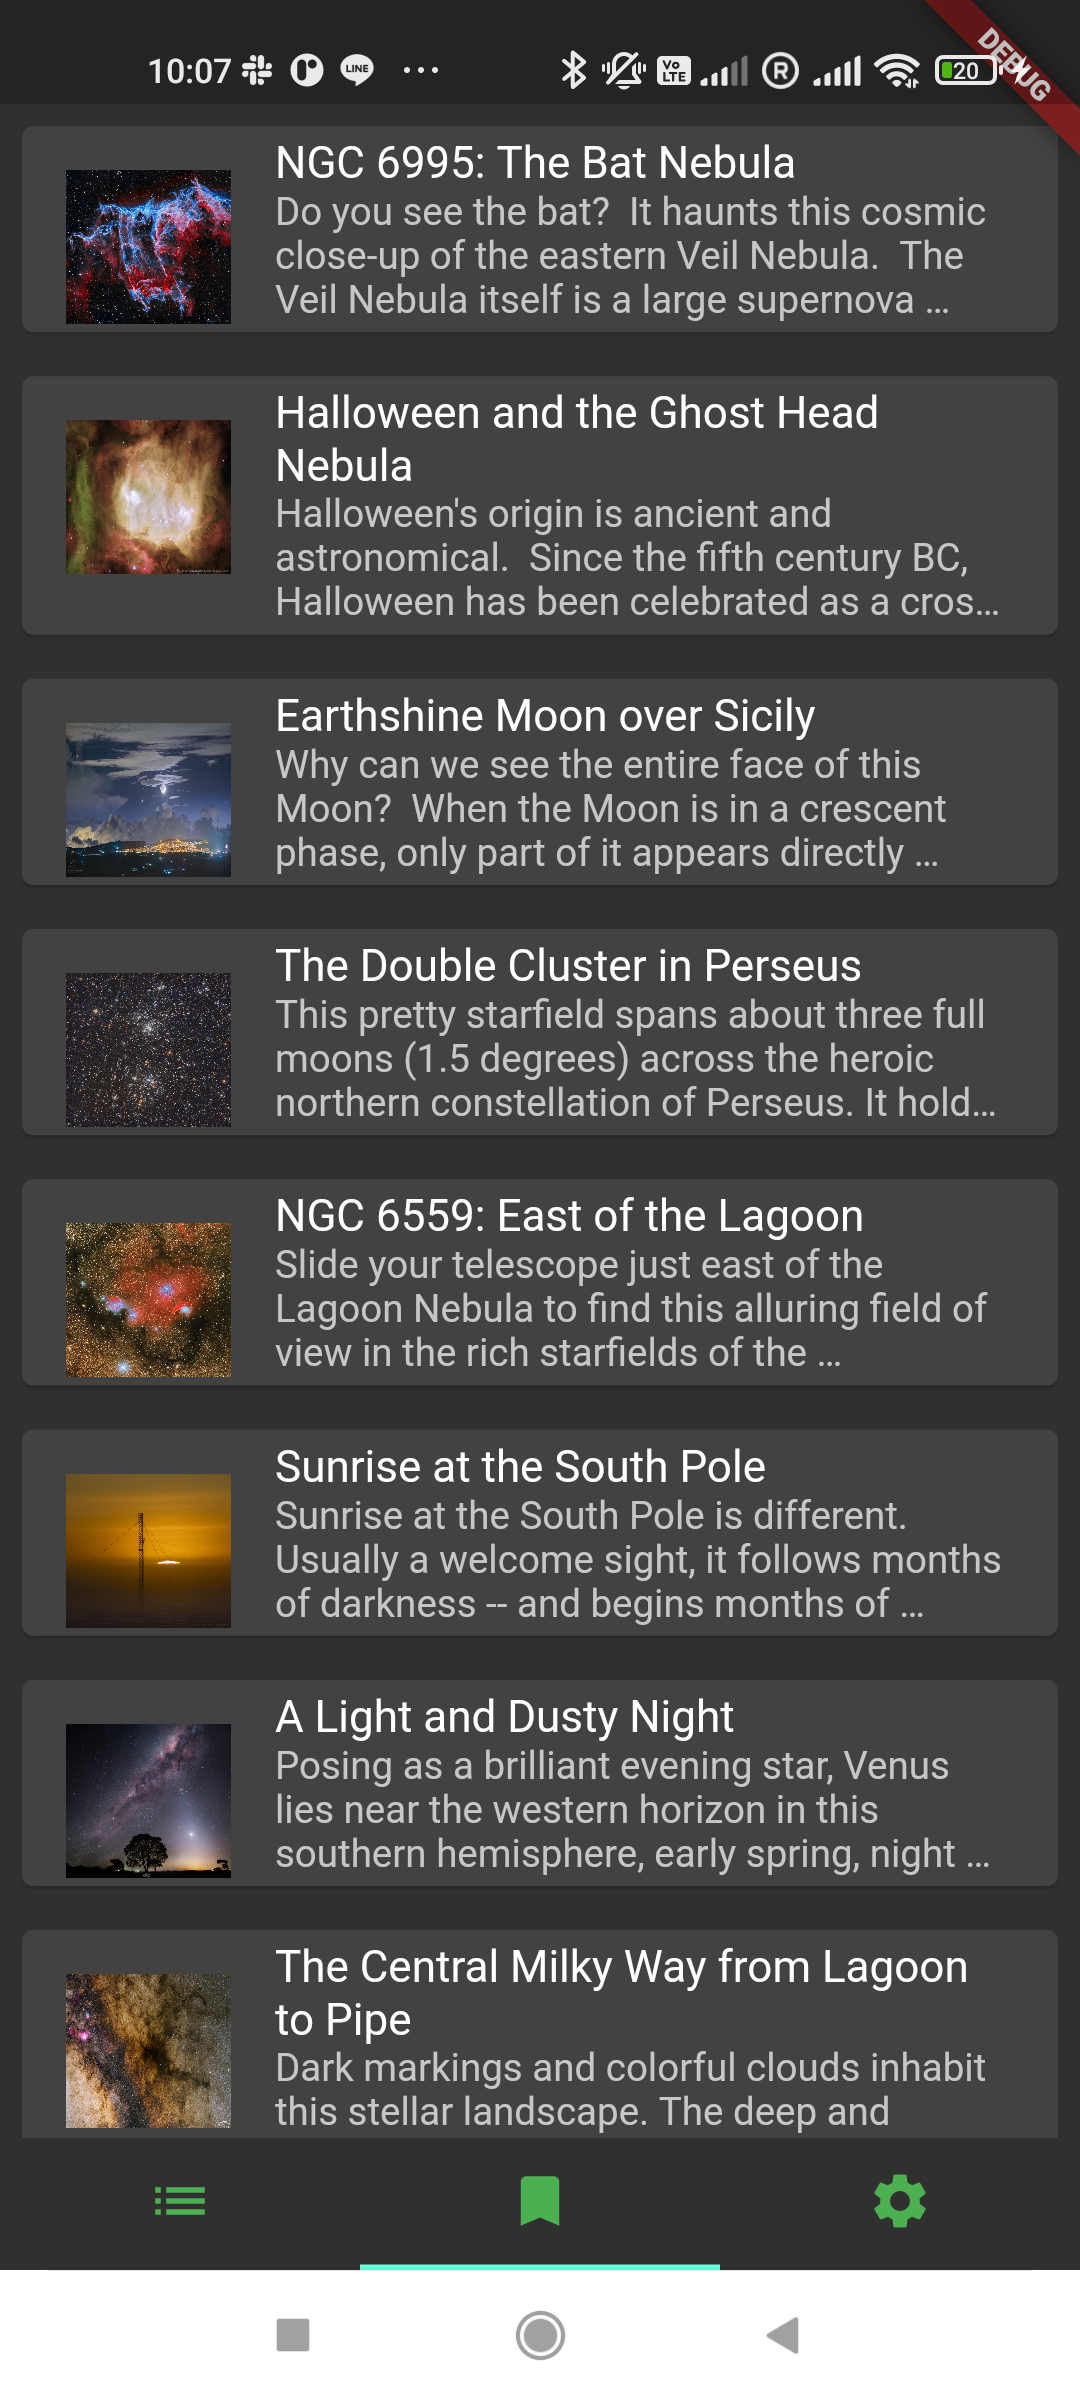 10:07
LINE
Vo
LTE
R
20
DEBUG
NGC 6995: The Bat Nebula
Do you see the bat?  It haunts this cosmic
close-up of the eastern Veil Nebula.  The
Veil Nebula itself is a large supernova …
Halloween and the Ghost Head
Nebula
Halloween's origin is ancient and
astronomical.  Since the fifth century BC,
Halloween has been celebrated as a cros…
Earthshine Moon over Sicily
Why can we see the entire face of this
Moon?  When the Moon is in a crescent
phase, only part of it appears directly …
The Double Cluster in Perseus
This pretty starfield spans about three full
moons (1.5 degrees) across the heroic
northern constellation of Perseus. It hold…
NGC 6559: East of the Lagoon
Slide your telescope just east of the
Lagoon Nebula to find this alluring field of
view in the rich starfields of the …
Sunrise at the South Pole
Sunrise at the South Pole is different.
Usually a welcome sight, it follows months
of darkness -- and begins months of …
A Light and Dusty Night
Posing as a brilliant evening star, Venus
lies near the western horizon in this
southern hemisphere, early spring, night …
The Central Milky Way from Lagoon
to Pipe
Dark markings and colorful clouds inhabit
this stellar landscape. The deep and